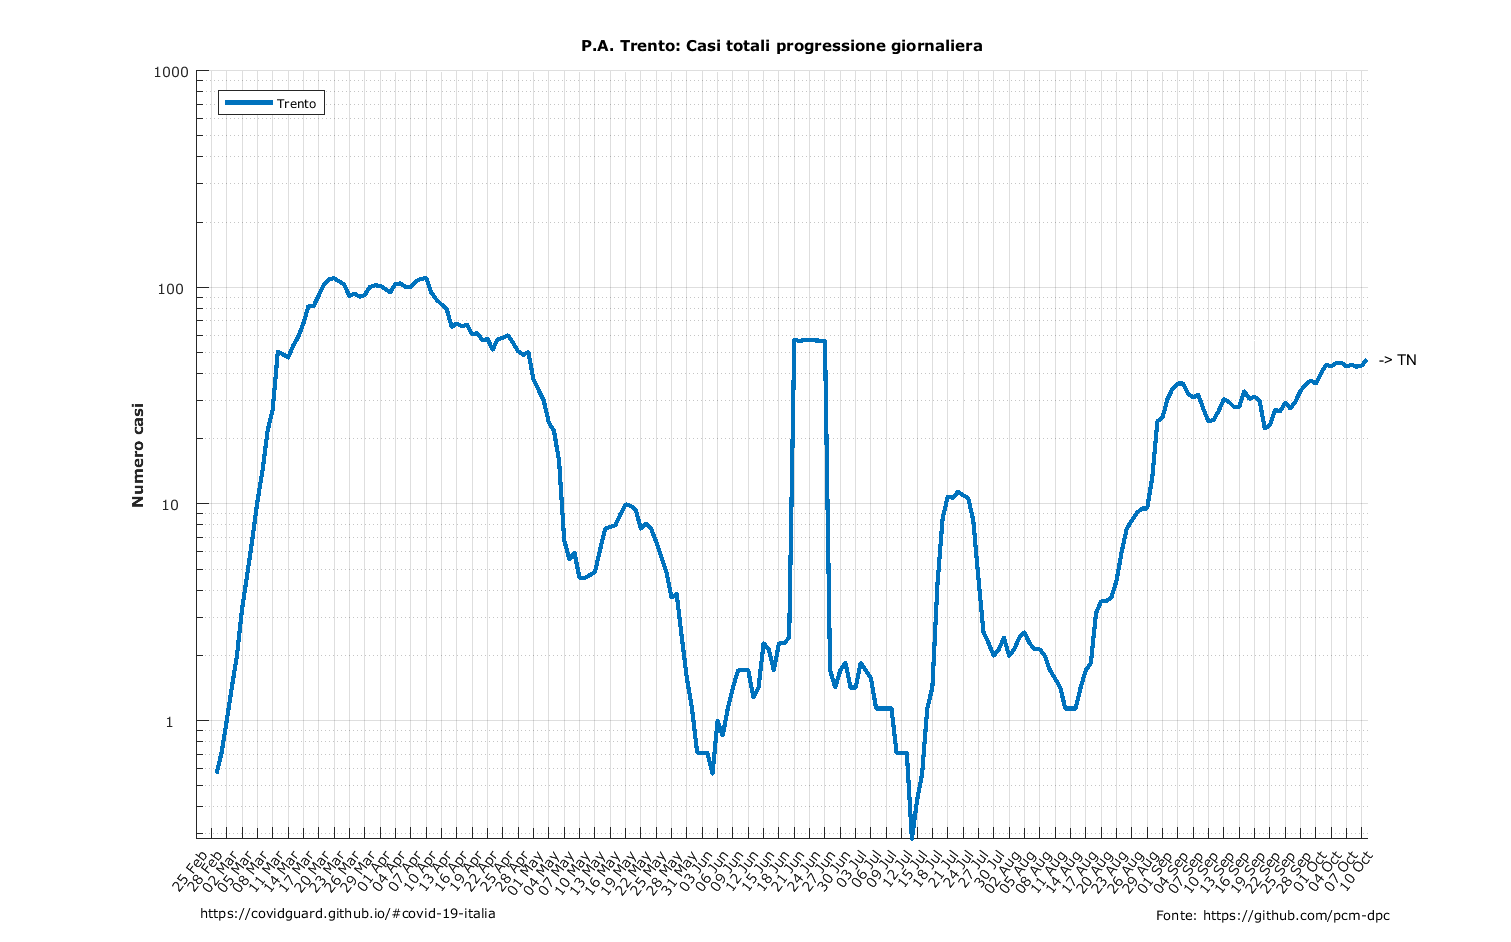 P.A. Trento: Casi totali progressione giornaliera
1000
Trento
100
-> TN
Numero casi
10
1
25 Feb
28 Feb
02 Mar
05 Mar
08 Mar
11 Mar
14 Mar
17 Mar
20 Mar
23 Mar
26 Mar
29 Mar
01 Apr
04 Apr
07 Apr
10 Apr
13 Apr
16 Apr
19 Apr
22 Apr
25 Apr
28 Apr
01 May
04 May
07 May
10 May
13 May
16 May
19 May
22 May
25 May
28 May
31 May
03 Jun
06 Jun
09 Jun
12 Jun
15 Jun
18 Jun
21 Jun
24 Jun
27 Jun
30 Jun
03 Jul
06 Jul
09 Jul
12 Jul
15 Jul
18 Jul
21 Jul
24 Jul
27 Jul
30 Jul
02 Aug
05 Aug
08 Aug
11 Aug
14 Aug
17 Aug
20 Aug
23 Aug
26 Aug
29 Aug
01 Sep
04 Sep
07 Sep
10 Sep
13 Sep
16 Sep
19 Sep
22 Sep
25 Sep
28 Sep
01 Oct
04 Oct
07 Oct
10 Oct
https://covidguard.github.io/#covid-19-italia
Fonte: https://github.com/pcm-dpc